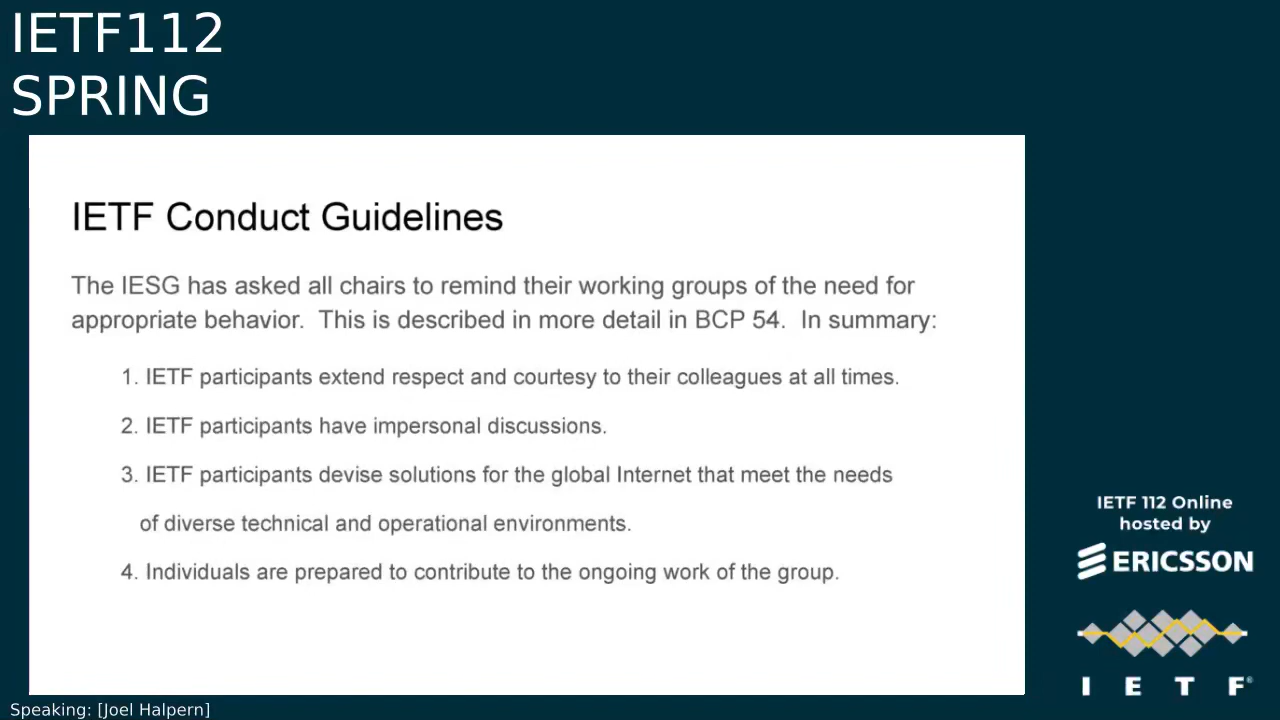 IETF112
SPRING
IETF Conduct Guidelines
The IESG has asked all chairs to remind their working groups of the need for
appropriate behavior.  This is described in more detail in BCP 54.  In summary:
1. IETF participants extend respect and courtesy to their colleagues at all times.
2. IETF participants have impersonal discussions.
3. IETF participants devise solutions for the global Internet that meet the needs
of diverse technical and operational environments.
4. Individuals are prepared to contribute to the ongoing work of the group.
IETF 112 Online
hosted by
ERICSSON
I E T F®
Speaking: [Joel Halpern]